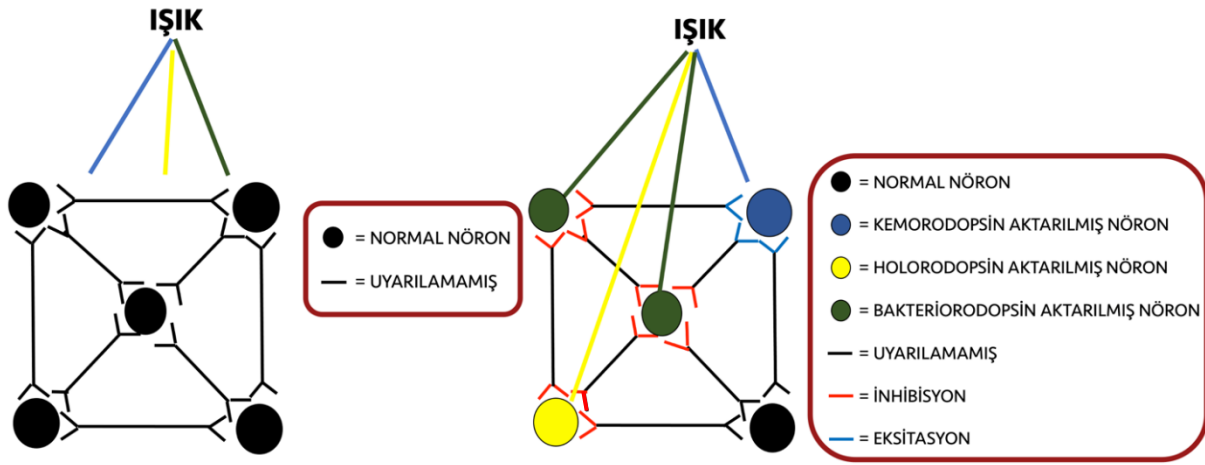 IŞIK
= NORMAL NÖRON
= UYARILAMAMIŞ
IŞIK
= NORMAL NÖRON
= KEMORODOPSİN AKTARILMIŞ NÖRON
= HOLORODOPSİN AKTARILMIŞ NÖRON
= BAKTERİORODOPSİN AKTARILMIŞ NÖRON
= UYARILAMAMIŞ
= İNHİBİSYON
= EKSİTASYON